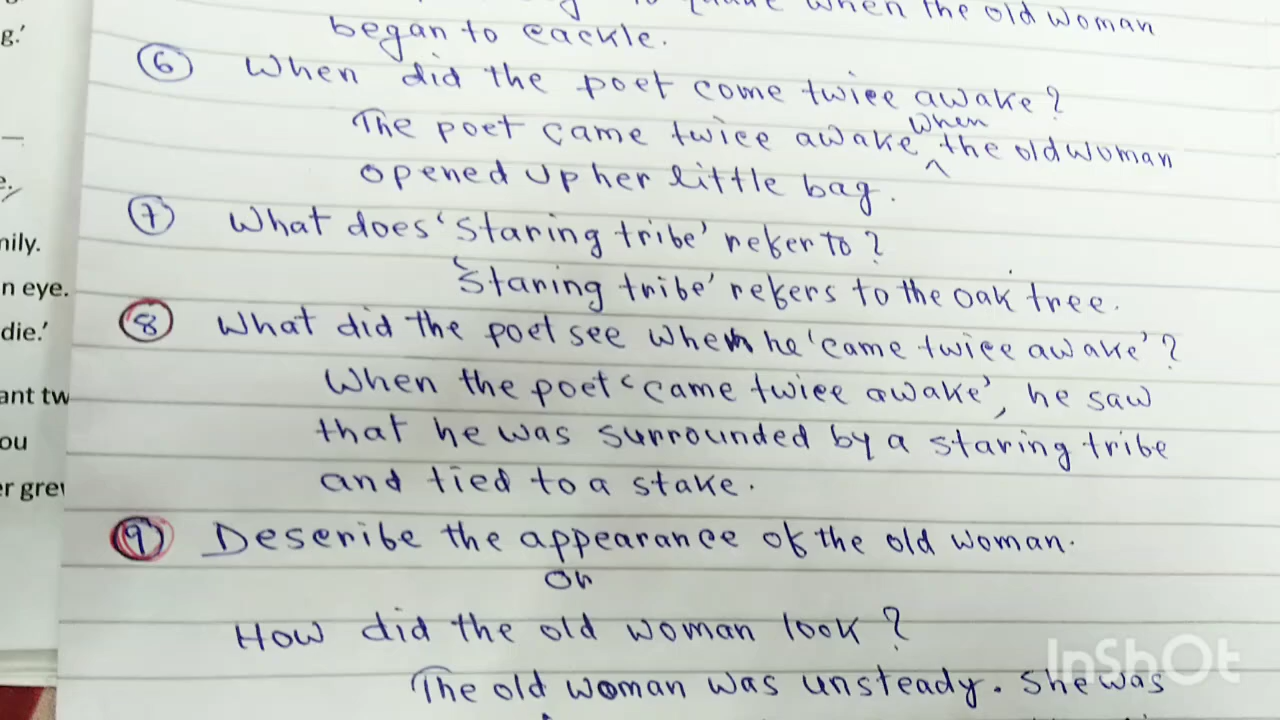 g.'
when the old woman
began to cackle.
6 When did the poet come twice awake?
The poet came twice awake when the old woman
opened up her little bag.
e.
nily.
7 What does 'staring tribe' refer to?
n eye.
'Staring tribe' refers to the oak tree.
die.'
8 What did the poet see when he 'came twice awake'?
ant tw
When the poet 'came twice awake', he saw
ou
that he was surrounded by a staring tribe
er grew
and tied to a stake.
9 Describe the appearance of the old woman.
Or
How did the old woman look?
InShOt
The old woman was unsteady. She was